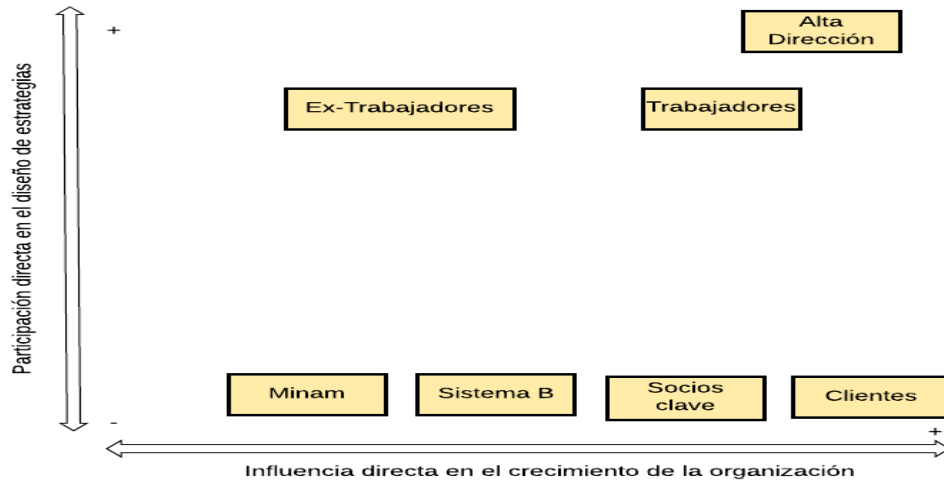 Participación directa en el diseño de estrategias
+
Alta
Dirección
Ex-Trabajadores
Trabajadores
Minam
Sistema B
Socios
clave
Clientes
-
+
Influencia directa en el crecimiento de la organización